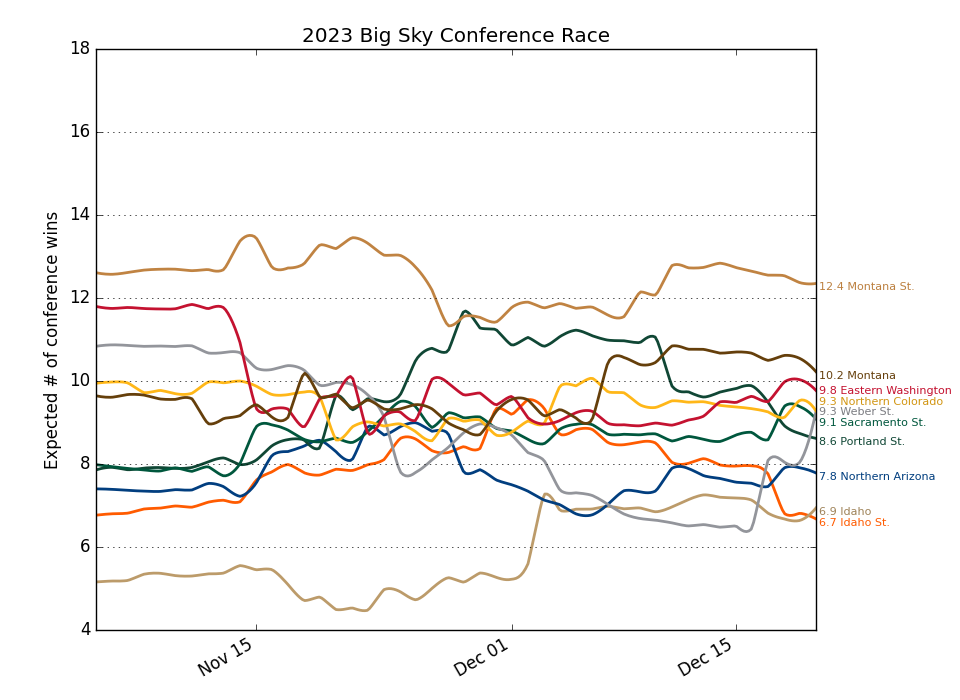 2023 Big Sky Conference Race
Expected # of conference wins
18
16
14
12
10
8
6
4
Nov 15
Dec 01
Dec 15
12.4 Montana St.
10.2 Montana
9.8 Eastern Washington
9.3 Northern Colorado
9.3 Weber St.
9.1 Sacramento St.
8.6 Portland St.
7.8 Northern Arizona
6.9 Idaho
6.7 Idaho St.